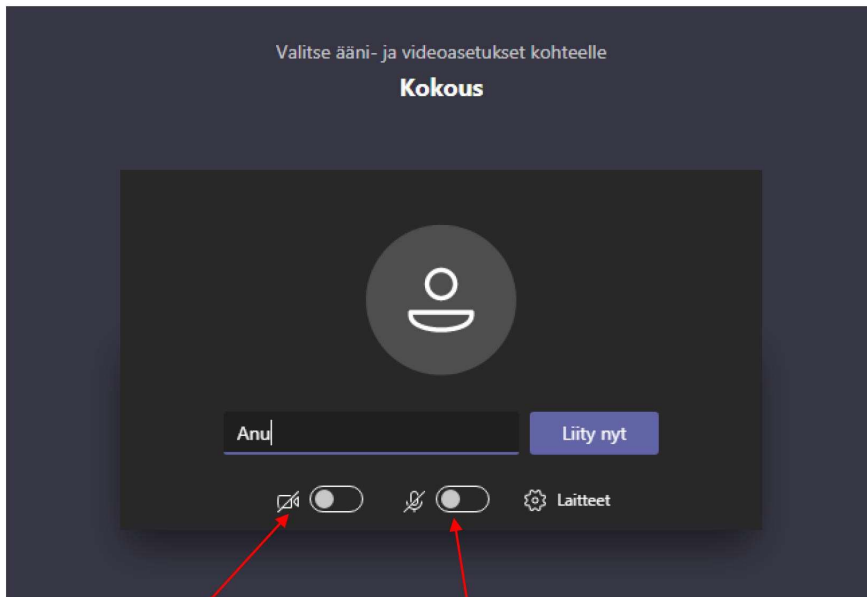 Valitse ääni- ja videoasetukset kohteelle
Kokous
Anu
Liity nyt
Laitteet